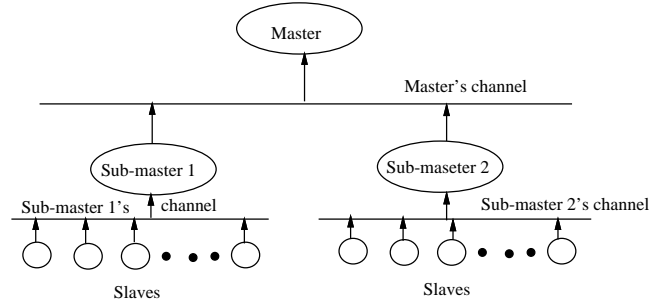 Master
Master's channel
Sub-master 1
Sub-maseter 2
Sub-master 1's channel
Sub-master 2's channel
Slaves
Slaves